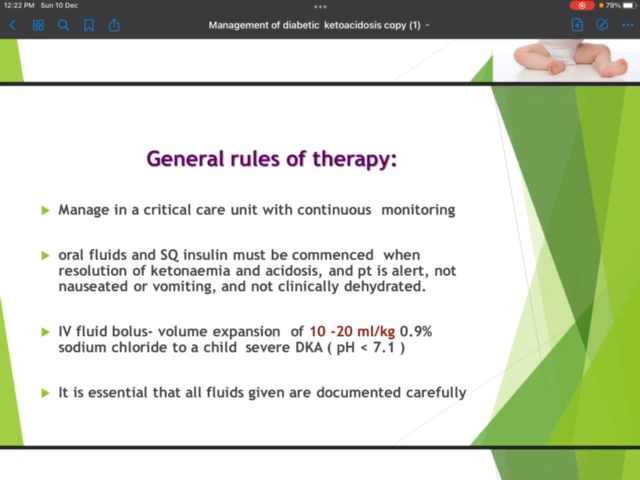 12:22 PM Sun 10 Dec
79%
Management of diabetic ketoacidosis copy (1)
General rules of therapy:
Manage in a critical care unit with continuous monitoring
oral fluids and SQ insulin must be commenced when
resolution of ketonaemia and acidosis, and pt is alert, not
nauseated or vomiting, and not clinically dehydrated.
IV fluid bolus- volume expansion of 10 -20 ml/kg 0.9%
sodium chloride to a child severe DKA ( pH < 7.1 )
It is essential that all fluids given are documented carefully